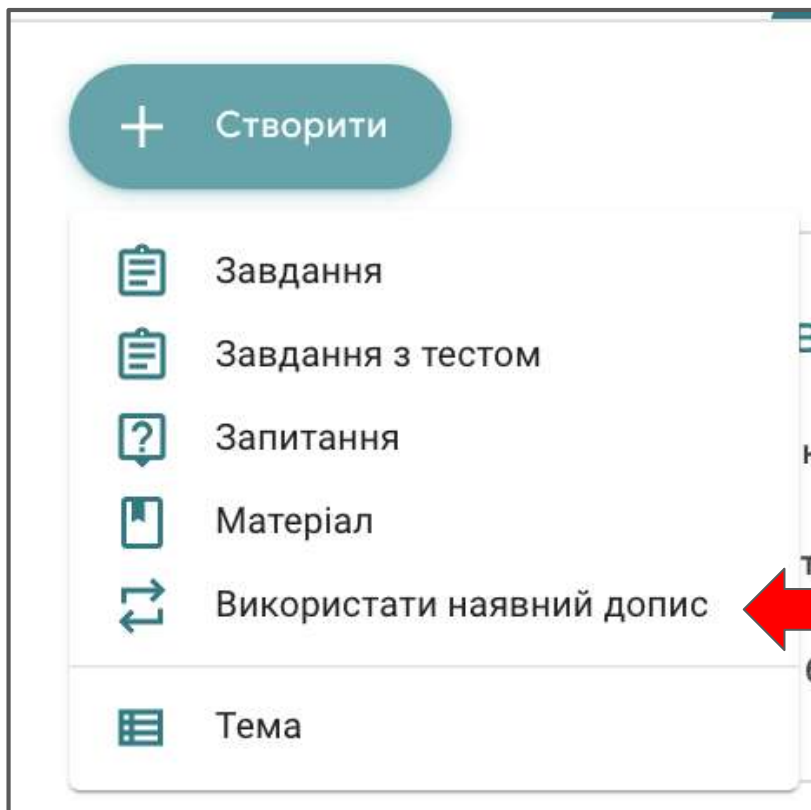 Створити
Завдання
Завдання з тестом
Запитання
Матеріал
Використати наявний допис
Тема